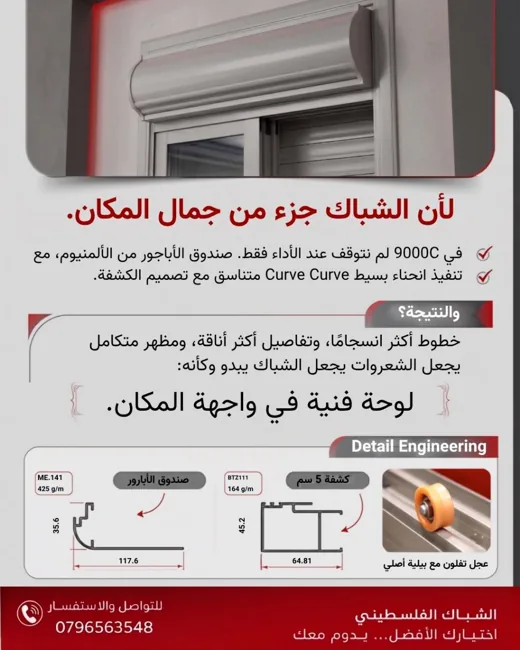 لأن الشباك جزء من جمال المكان.
في 9000C لم نتوقف عند الأداء فقط. صندوق الأباجور من الألمنيوم، مع
تنفيذ انحناء بسيط Curve Curve متناسق مع تصميم الكشفة.
والنتيجة؟
خطوط أكثر انسجامًا، وتفاصيل أكثر أناقة، ومظهر متكامل
يجعل الشعروات يجعل الشباك يبدو وكأنه:
لوحة فنية في واجهة المكان.
Detail Engineering
كشفة 5 سم
BTZ111
164 g/m
45.2
64.81
صندوق الأبارور
ME.141
425 g/m
35.6
117.6
عجل تفلون مع بيلية أصلي
الشباك الفلسطيني
اختيارك الأفضل... يدوم معك
للتواصل والاستفسار
0796563548